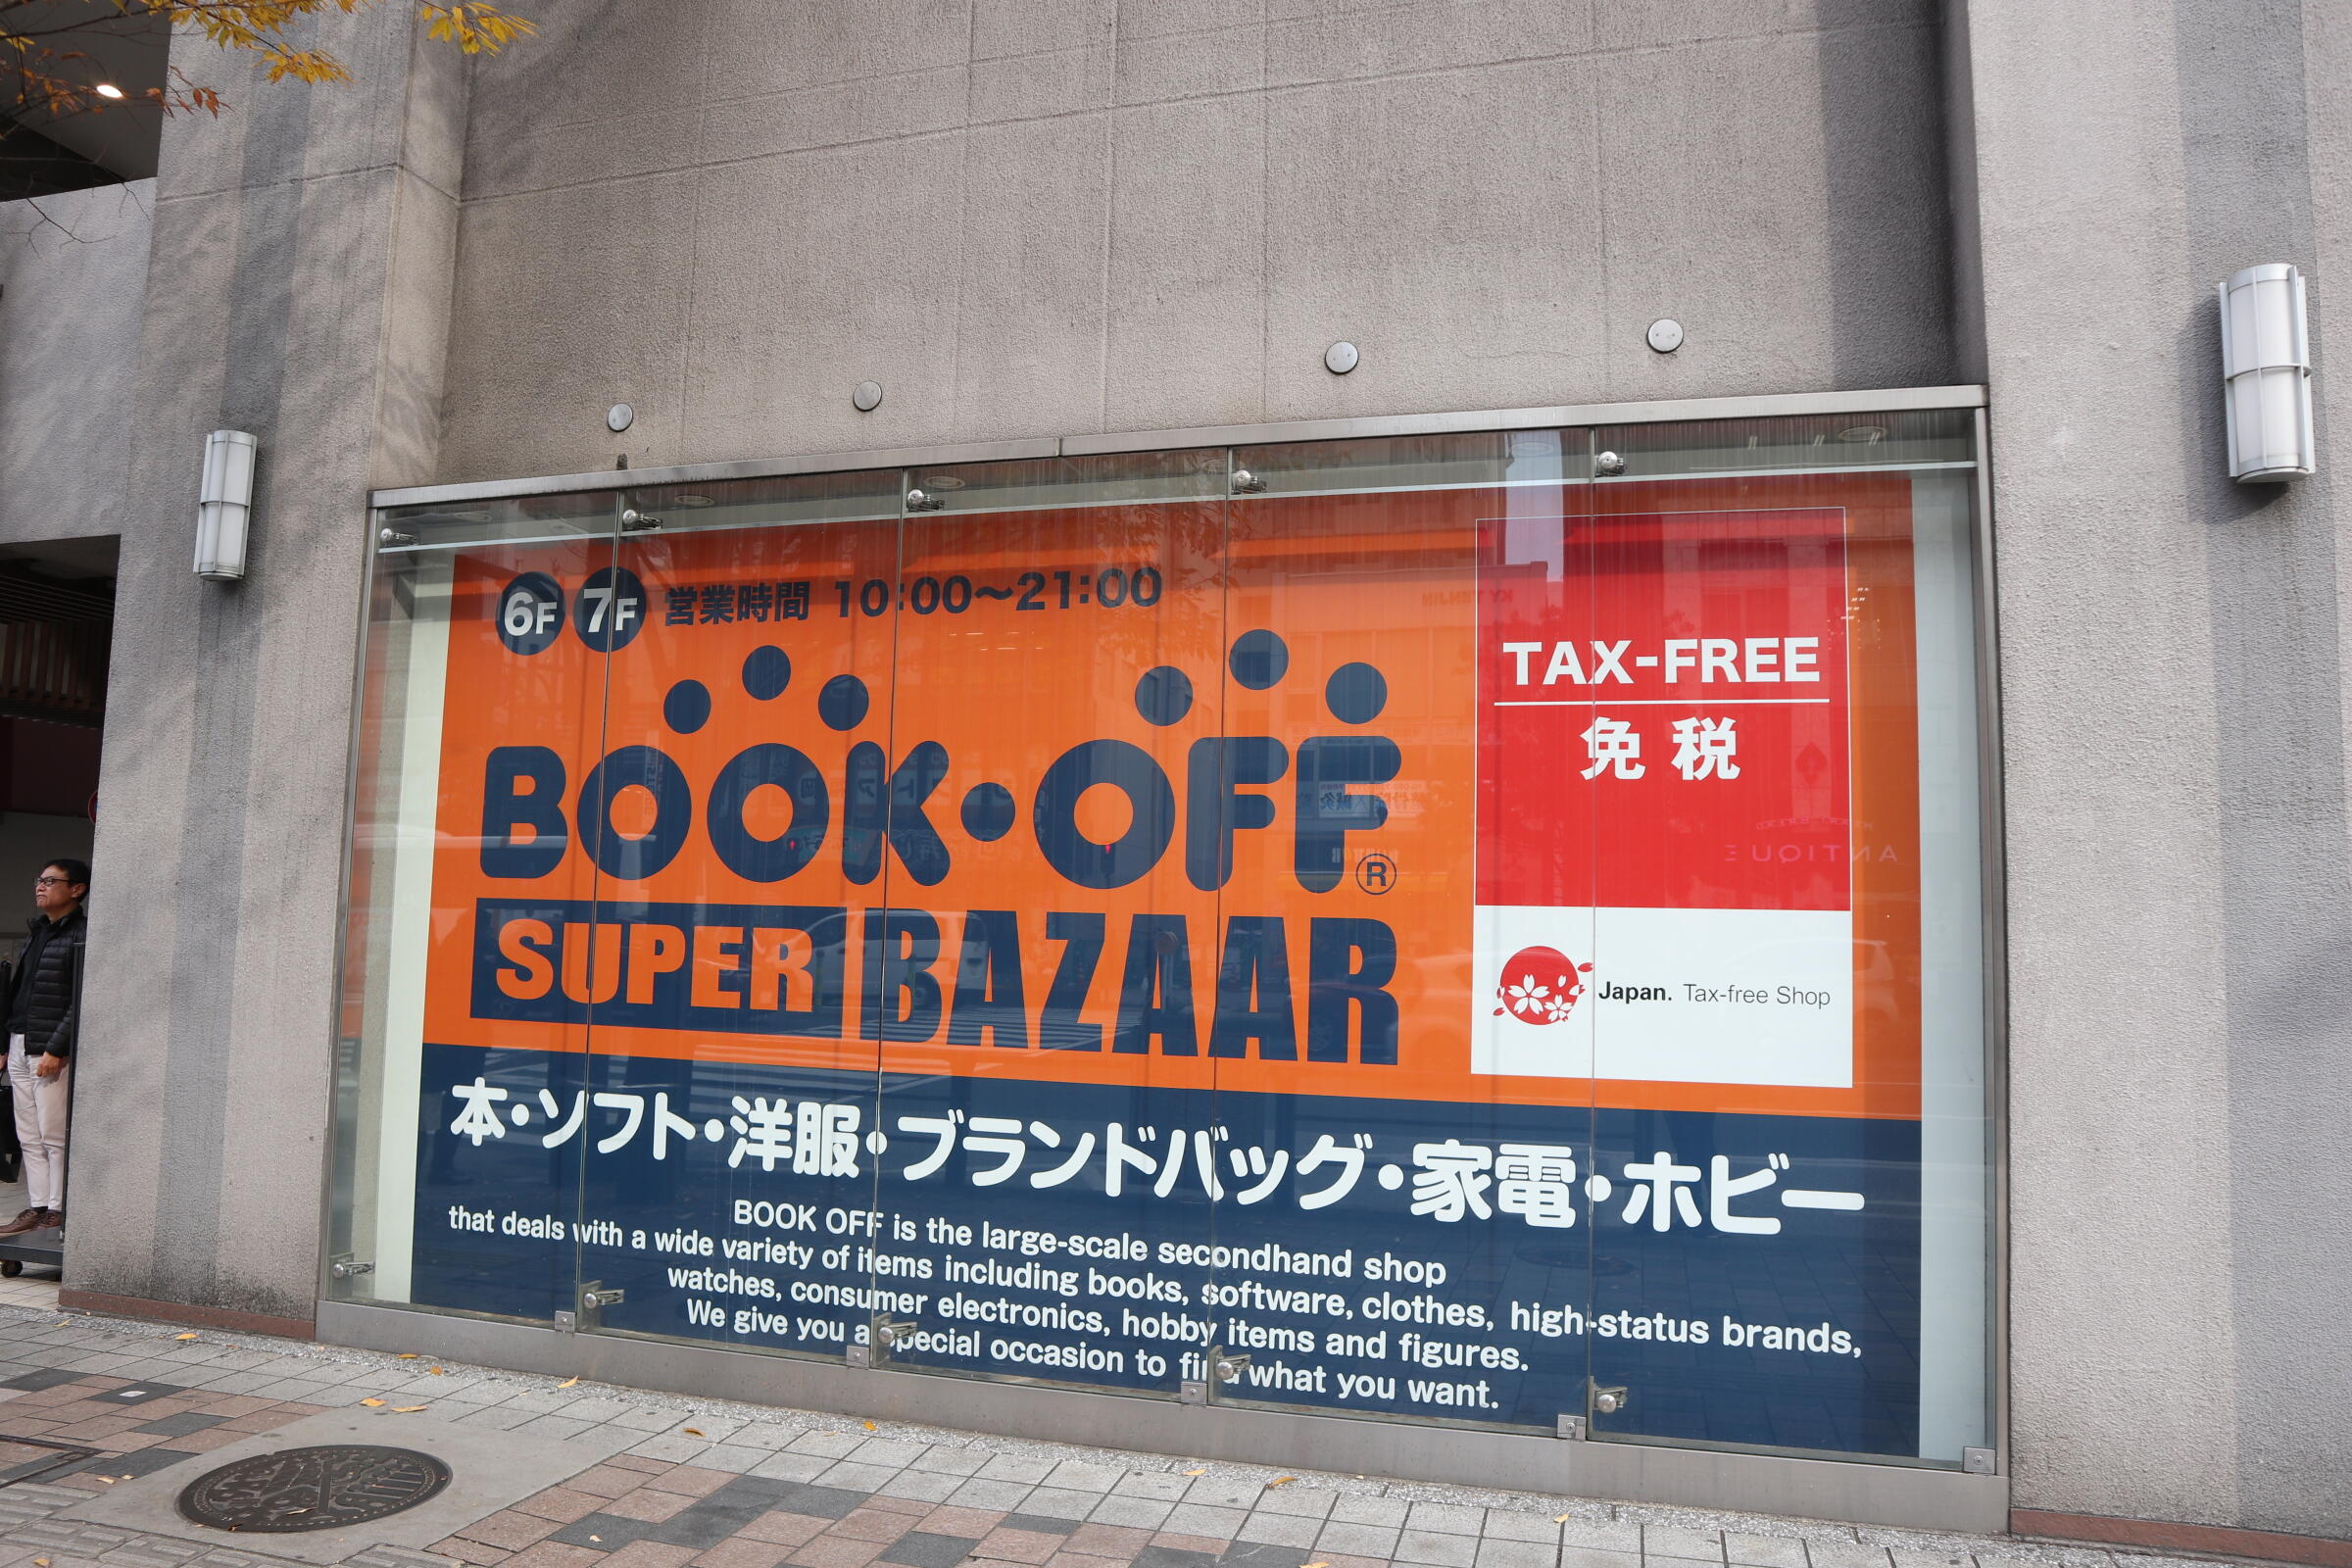 6F 7F 営業時間 10:00~21:00
BOOK・OFF®
SUPER BAZAAR
TAX-FREE
免税
Japan. Tax-free Shop
本・ソフト・洋服・ブランドバッグ・家電・ホビー
BOOK OFF is the large-scale secondhand shop
that deals with a wide variety of items including books, software, clothes, high-status brands,
watches, consumer electronics, hobby items and figures.
We give you a special occasion to find what you want.
ANTIQUE